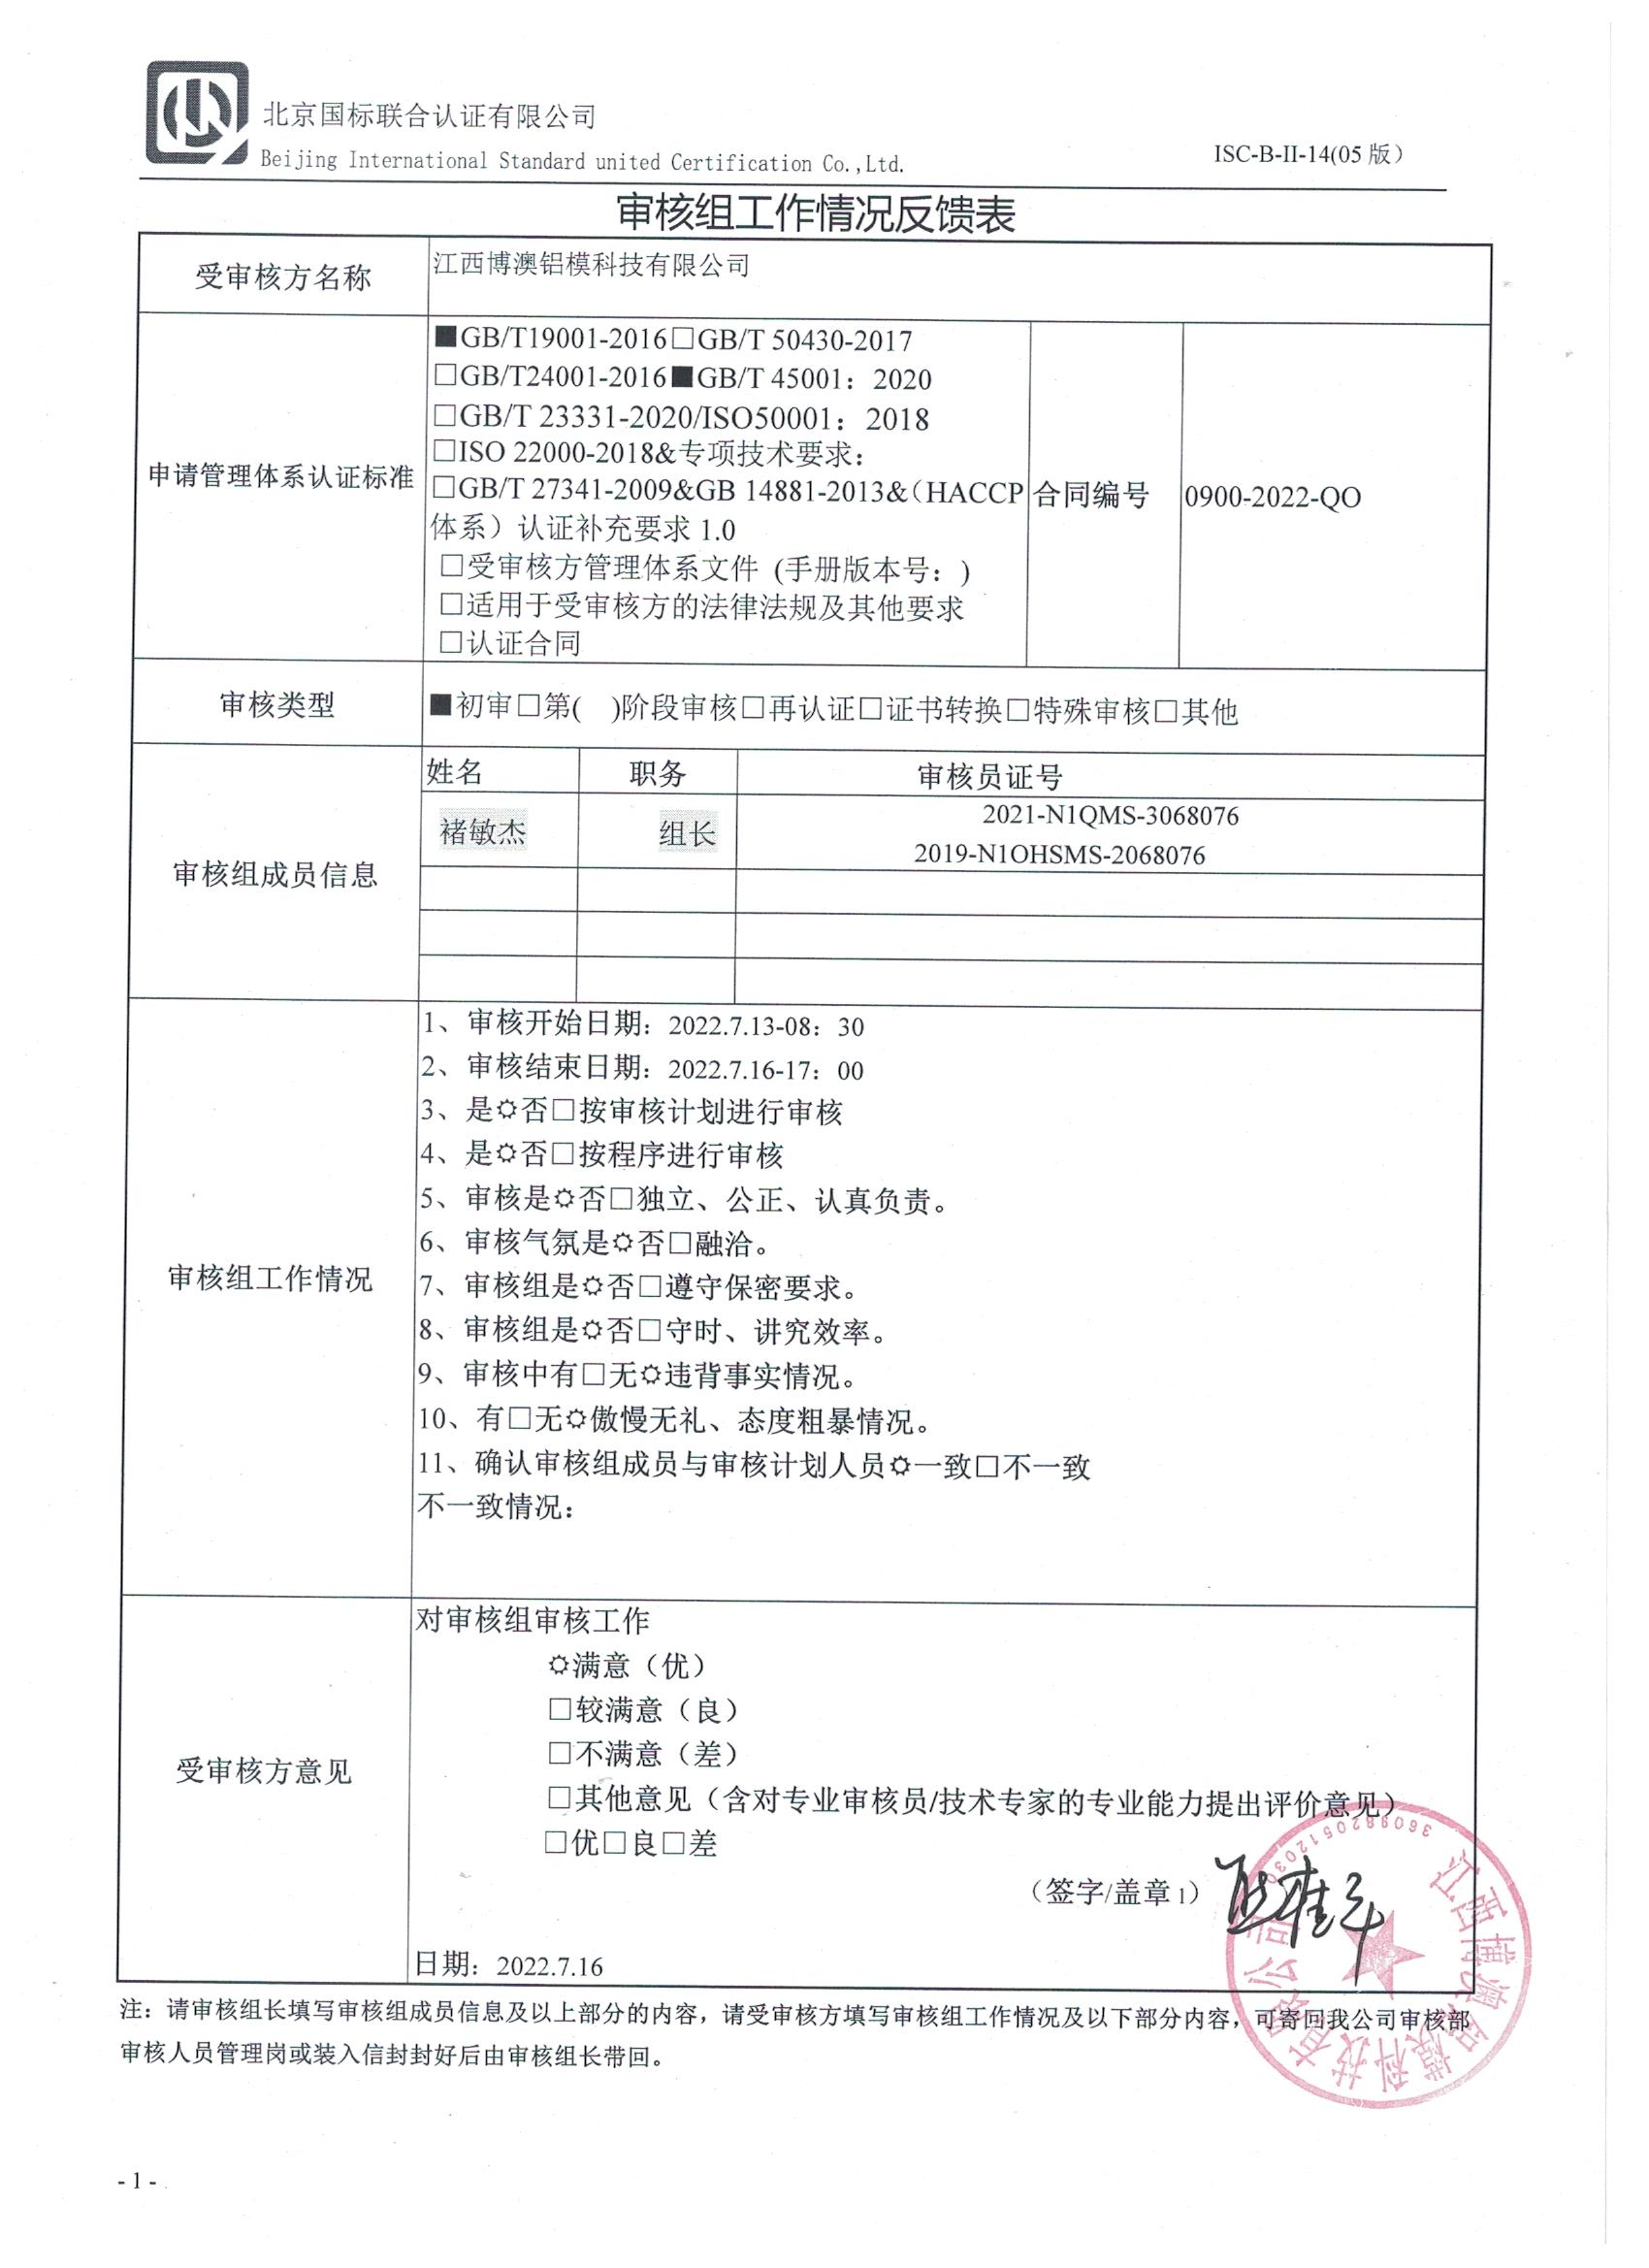 北京国标联合认证有限公司
Beijing International Standard united Certification Co.,Ltd.
ISC-B-II-14(05 版）
审核组工作情况反馈表
受审核方名称
江西博澳铝模科技有限公司
申请管理体系认证标准
■GB/T19001-2016□GB/T 50430-2017
□GB/T24001-2016■GB/T 45001：2020
□GB/T 23331-2020/ISO50001：2018
□ISO 22000-2018&专项技术要求：
□GB/T 27341-2009&GB 14881-2013&（HACCP
体系）认证补充要求 1.0
□受审核方管理体系文件 (手册版本号：)
□适用于受审核方的法律法规及其他要求
□认证合同
合同编号
0900-2022-QO
审核类型
■初审□第( )阶段审核□再认证□证书转换□特殊审核□其他
审核组成员信息
姓名 职务 审核员证号
褚敏杰 组长 2021-N1QMS-3068076
2019-N1OHSMS-2068076
审核组工作情况
1、审核开始日期：2022.7.13-08：30
2、审核结束日期：2022.7.16-17：00
3、是☼否□按审核计划进行审核
4、是☼否□按程序进行审核
5、审核是☼否□独立、公正、认真负责。
6、审核气氛是☼否□融洽。
7、审核组是☼否□遵守保密要求。
8、审核组是☼否□守时、讲究效率。
9、审核中有□无☼违背事实情况。
10、有□无☼傲慢无礼、态度粗暴情况。
11、确认审核组成员与审核计划人员☼一致□不一致
不一致情况：
受审核方意见
对审核组审核工作
☼满意（优）
□较满意（良）
□不满意（差）
□其他意见（含对专业审核员/技术专家的专业能力提出评价意见）
□优□良□差
（签字/盖章 1）
日期：2022.7.16
江西博澳铝模科技有限公司
3609820512030
注：请审核组长填写审核组成员信息及以上部分的内容，请受审核方填写审核组工作情况及以下部分内容，可寄回我公司审核部
审核人员管理岗或装入信封封好后由审核组长带回。
- 1 -